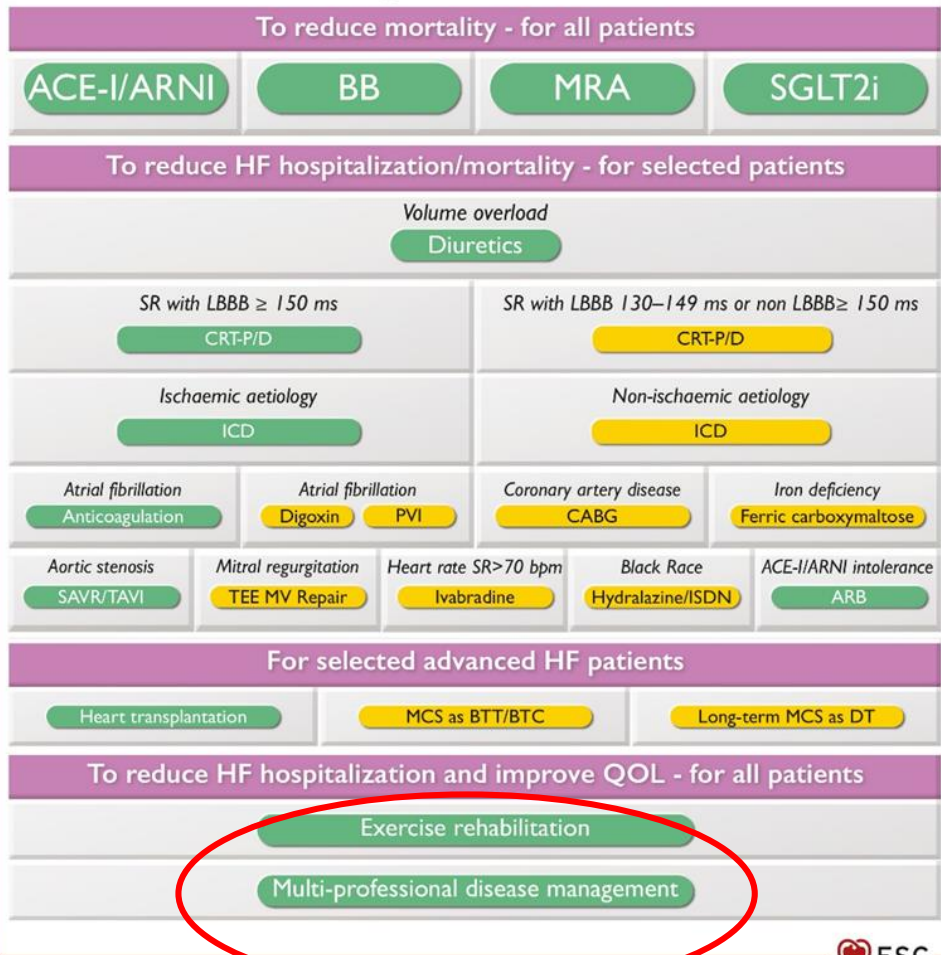 To reduce mortality - for all patients
ACE-I/ARNI
BB
MRA
SGLT2i
To reduce HF hospitalization/mortality - for selected patients
Volume overload
Diuretics
SR with LBBB ≥ 150 ms
CRT-P/D
SR with LBBB 130–149 ms or non LBBB≥ 150 ms
CRT-P/D
Ischaemic aetiology
ICD
Non-ischaemic aetiology
ICD
Atrial fibrillation
Anticoagulation
Atrial fibrillation
Digoxin
PVI
Coronary artery disease
CABG
Iron deficiency
Ferric carboxymaltose
Aortic stenosis
SAVR/TAVI
Mitral regurgitation
TEE MV Repair
Heart rate SR>70 bpm
Ivabradine
Black Race
Hydralazine/ISDN
ACE-I/ARNI intolerance
ARB
For selected advanced HF patients
Heart transplantation
MCS as BTT/BTC
Long-term MCS as DT
To reduce HF hospitalization and improve QOL - for all patients
Exercise rehabilitation
Multi-professional disease management
ESC